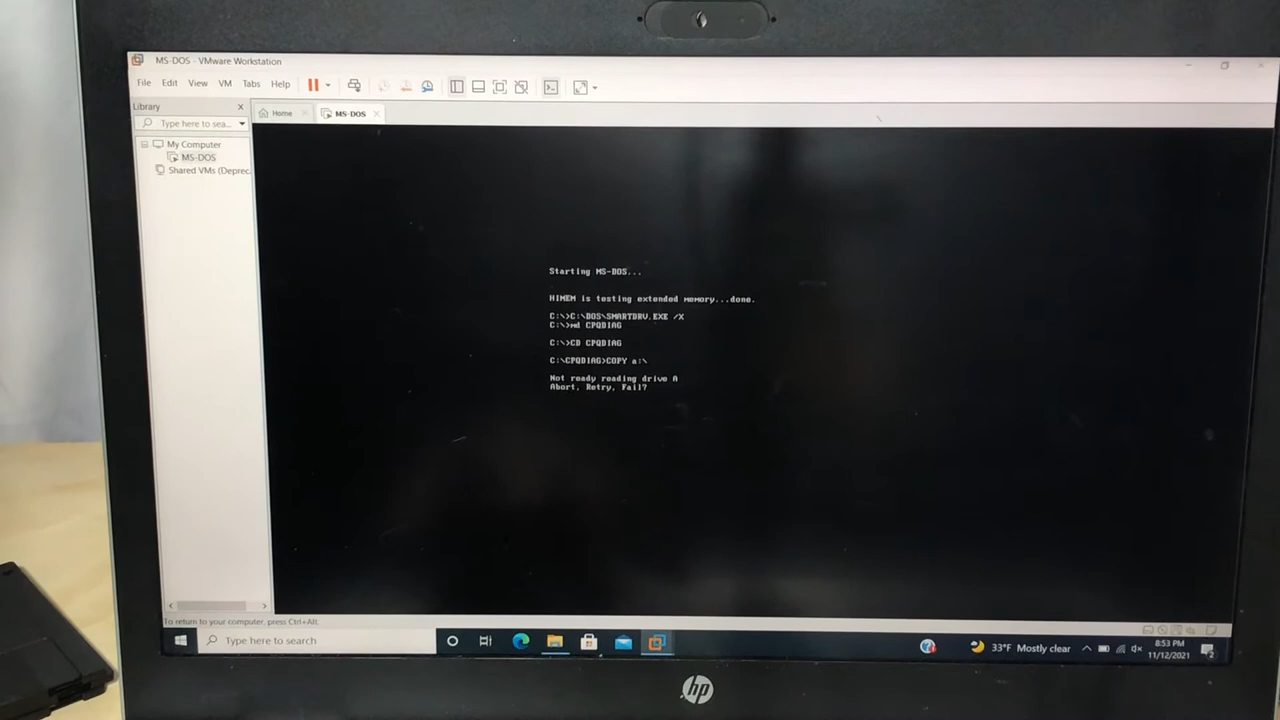 MS-DOS - VMware Workstation
File Edit View VM Tabs Help
Library
Type here to sea...
Home
MS-DOS
My Computer
MS-DOS
Shared VMs (Deprec
Starting MS-DOS...
HIMEM is testing extended memory...done.
C:\>C:\DOS\SMARTDRV.EXE /X
C:\>md CPQDIAG
C:\>CD CPQDIAG
C:\CPQDIAG>COPY a:\
Not ready reading drive A
Abort, Retry, Fail?
To return to your computer, press Ctrl+Alt.
Type here to search
33°F Mostly clear
8:53 PM
11/12/2021
2
hp